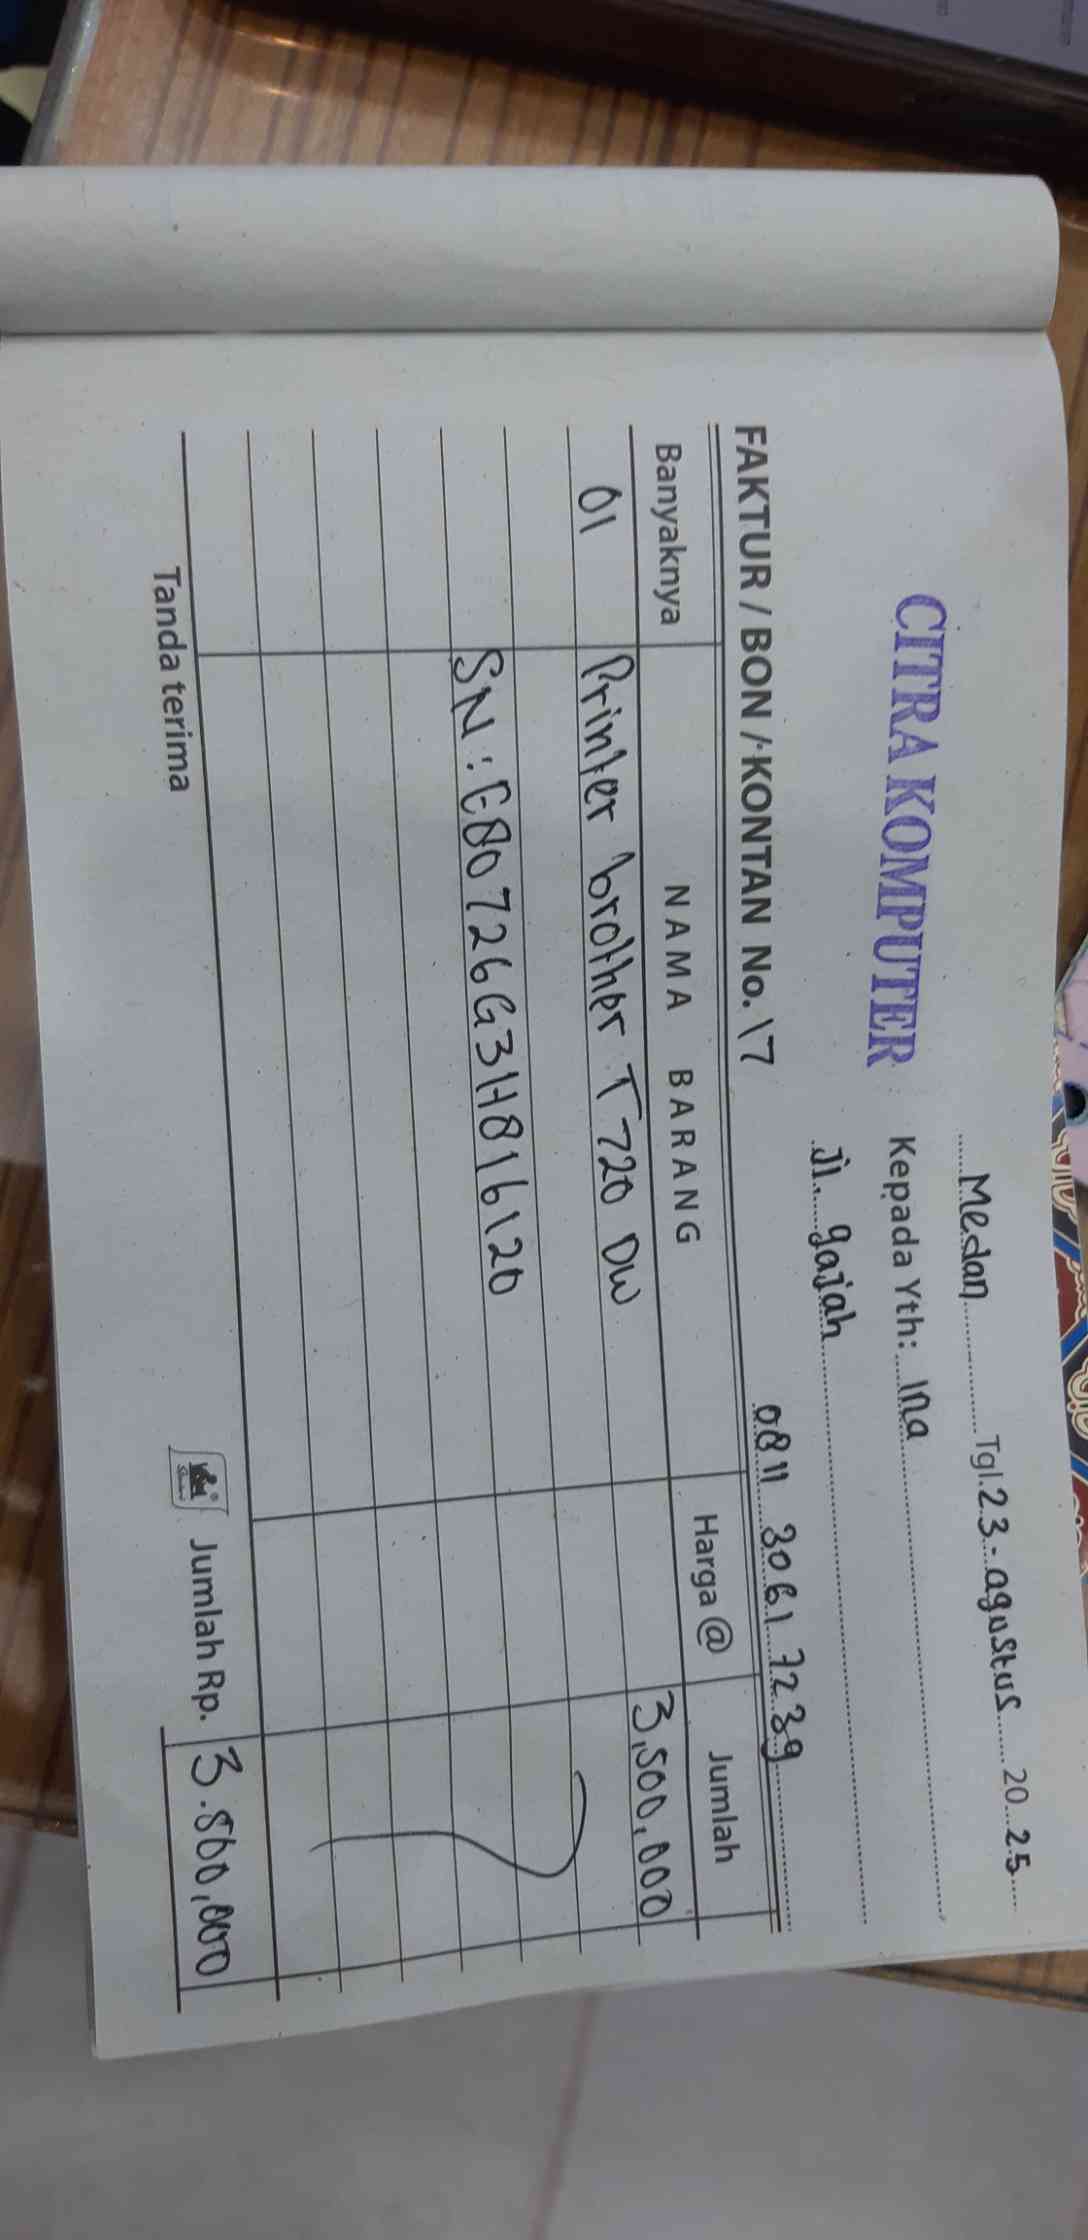 Medan Tgl. 23 - agustus 20 25
CITRA KOMPUTER
Kepada Yth: Ina
Jl. gajah
0811 3061 7239
FAKTUR / BON / KONTAN No. 17
Banyaknya NAMA BARANG Harga @ Jumlah
01 Printer brother T720 DW 3,500,000
SN : E80726G3H816120
Tanda terima Jumlah Rp. 3.500,000